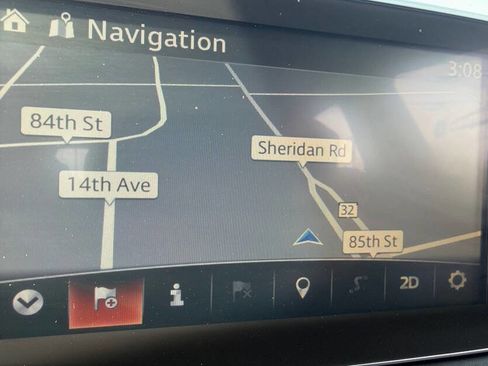 Navigation
3:08
84th St
Sheridan Rd
14th Ave
32
85th St
2D